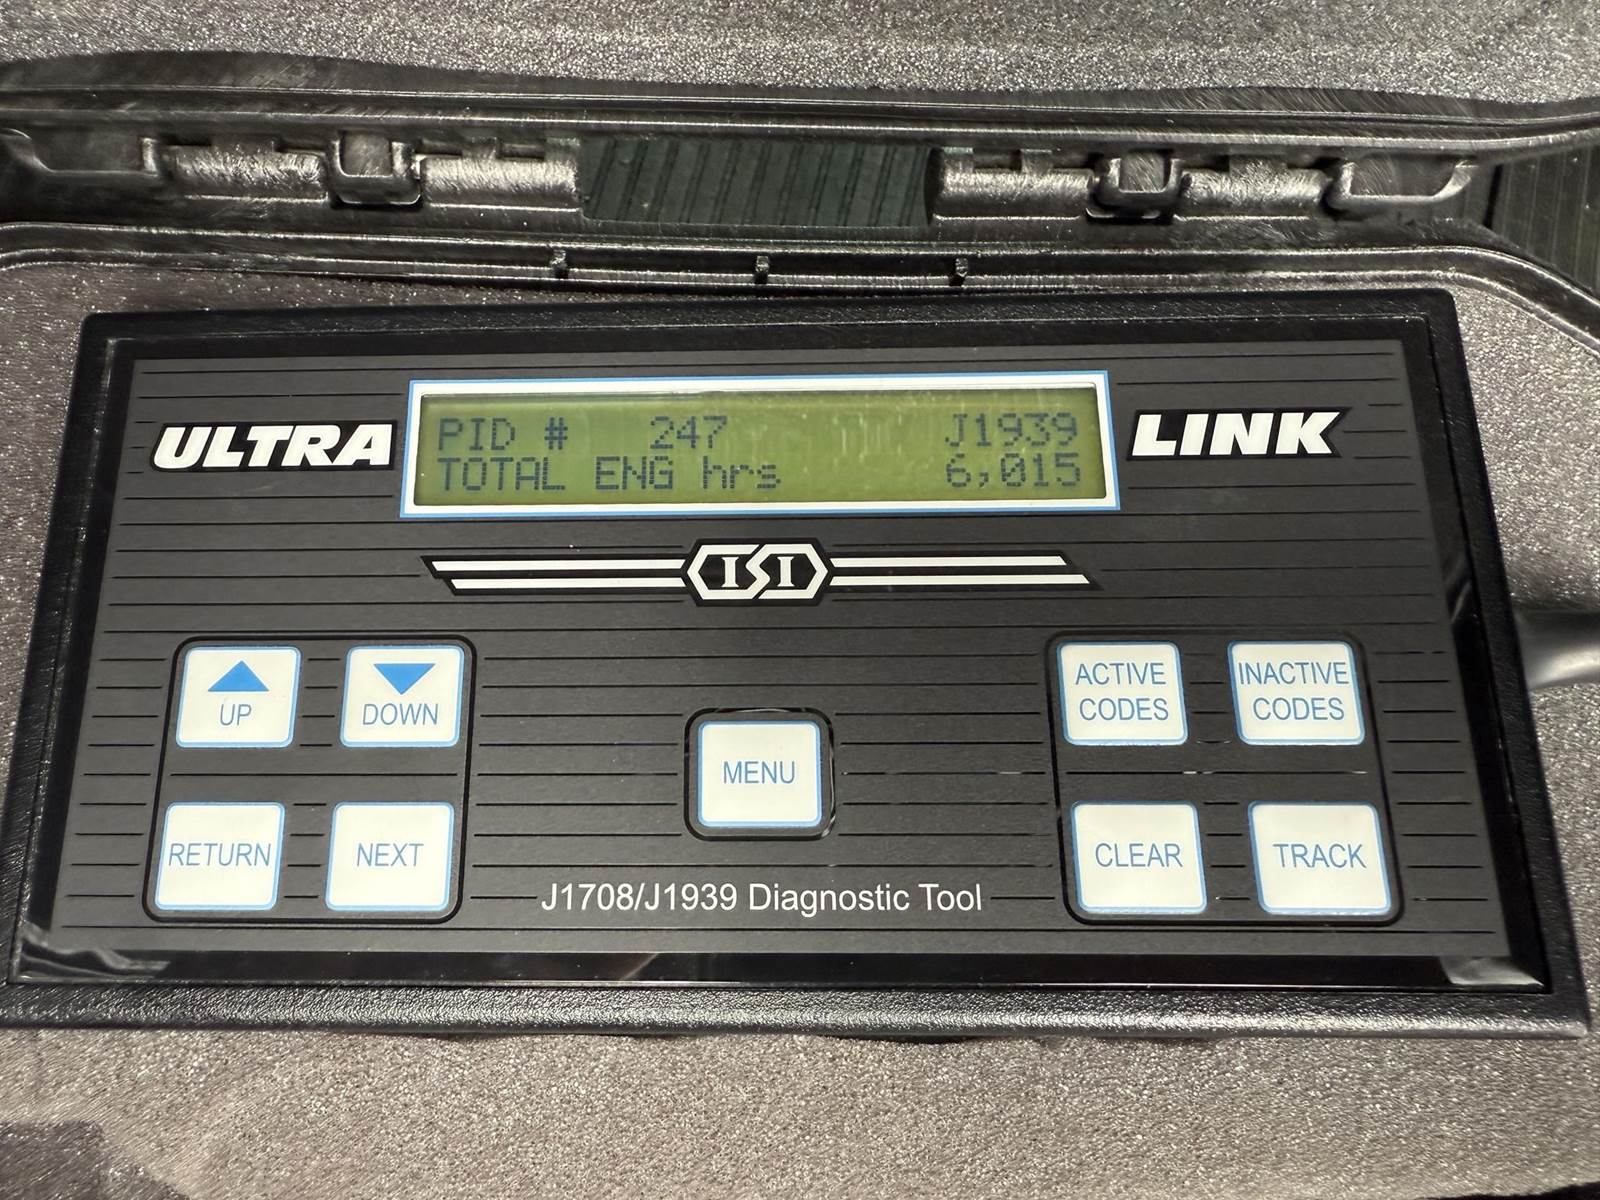 ULTRA
PID # 247 J1939
TOTAL ENG hrs 6,015
LINK
ISI
UP
DOWN
RETURN
NEXT
MENU
ACTIVE
CODES
INACTIVE
CODES
CLEAR
TRACK
J1708/J1939 Diagnostic Tool